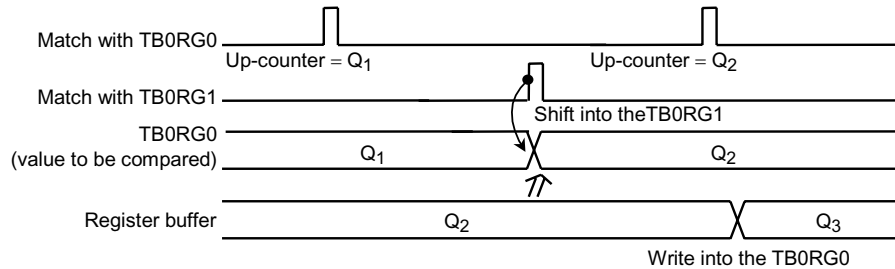 Match with TB0RG0
Up-counter = Q1
Up-counter = Q2
Match with TB0RG1
Shift into theTB0RG1
TB0RG0
(value to be compared)
Q1
Q2
Register buffer
Q2
Q3
Write into the TB0RG0